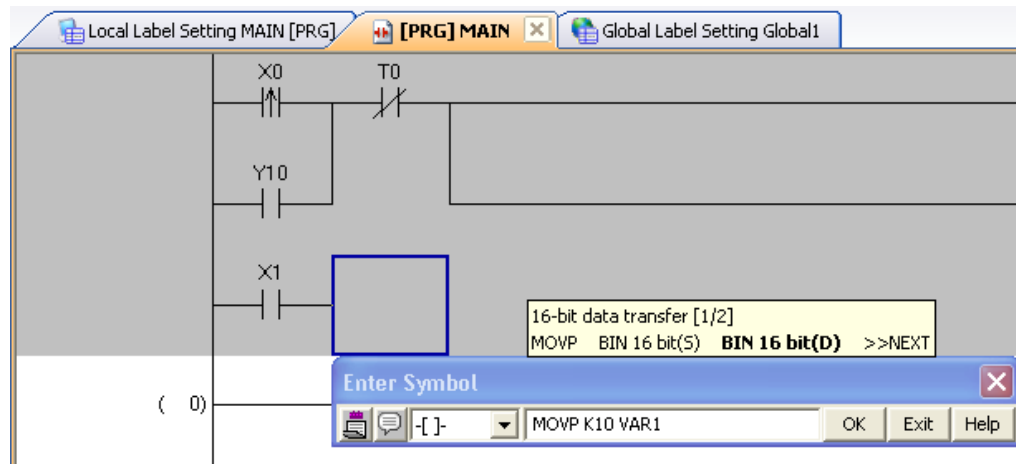 Local Label Setting MAIN [PRG] [PRG] MAIN Global Label Setting Global1
X0 T0
Y10
X1
16-bit data transfer [1/2]
MOVP BIN 16 bit(S) BIN 16 bit(D) >>NEXT
Enter Symbol
( 0)
-[ ]- MOVP K10 VAR1 OK Exit Help